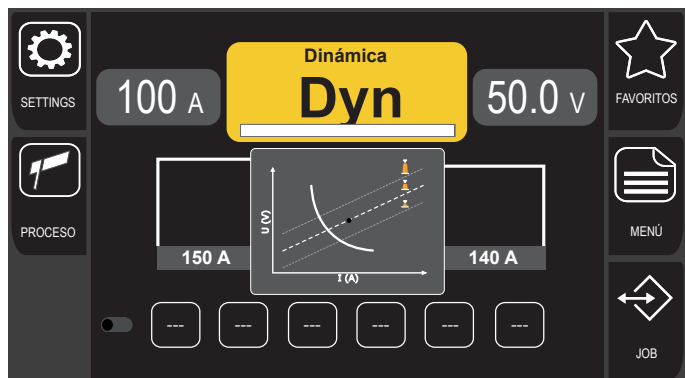 SETTINGS
PROCESO
100 A
Dinámica
Dyn
50.0 V
FAVORITOS
MENÚ
JOB
150 A
U (V)
I (A)
140 A
---
---
---
---
---
---